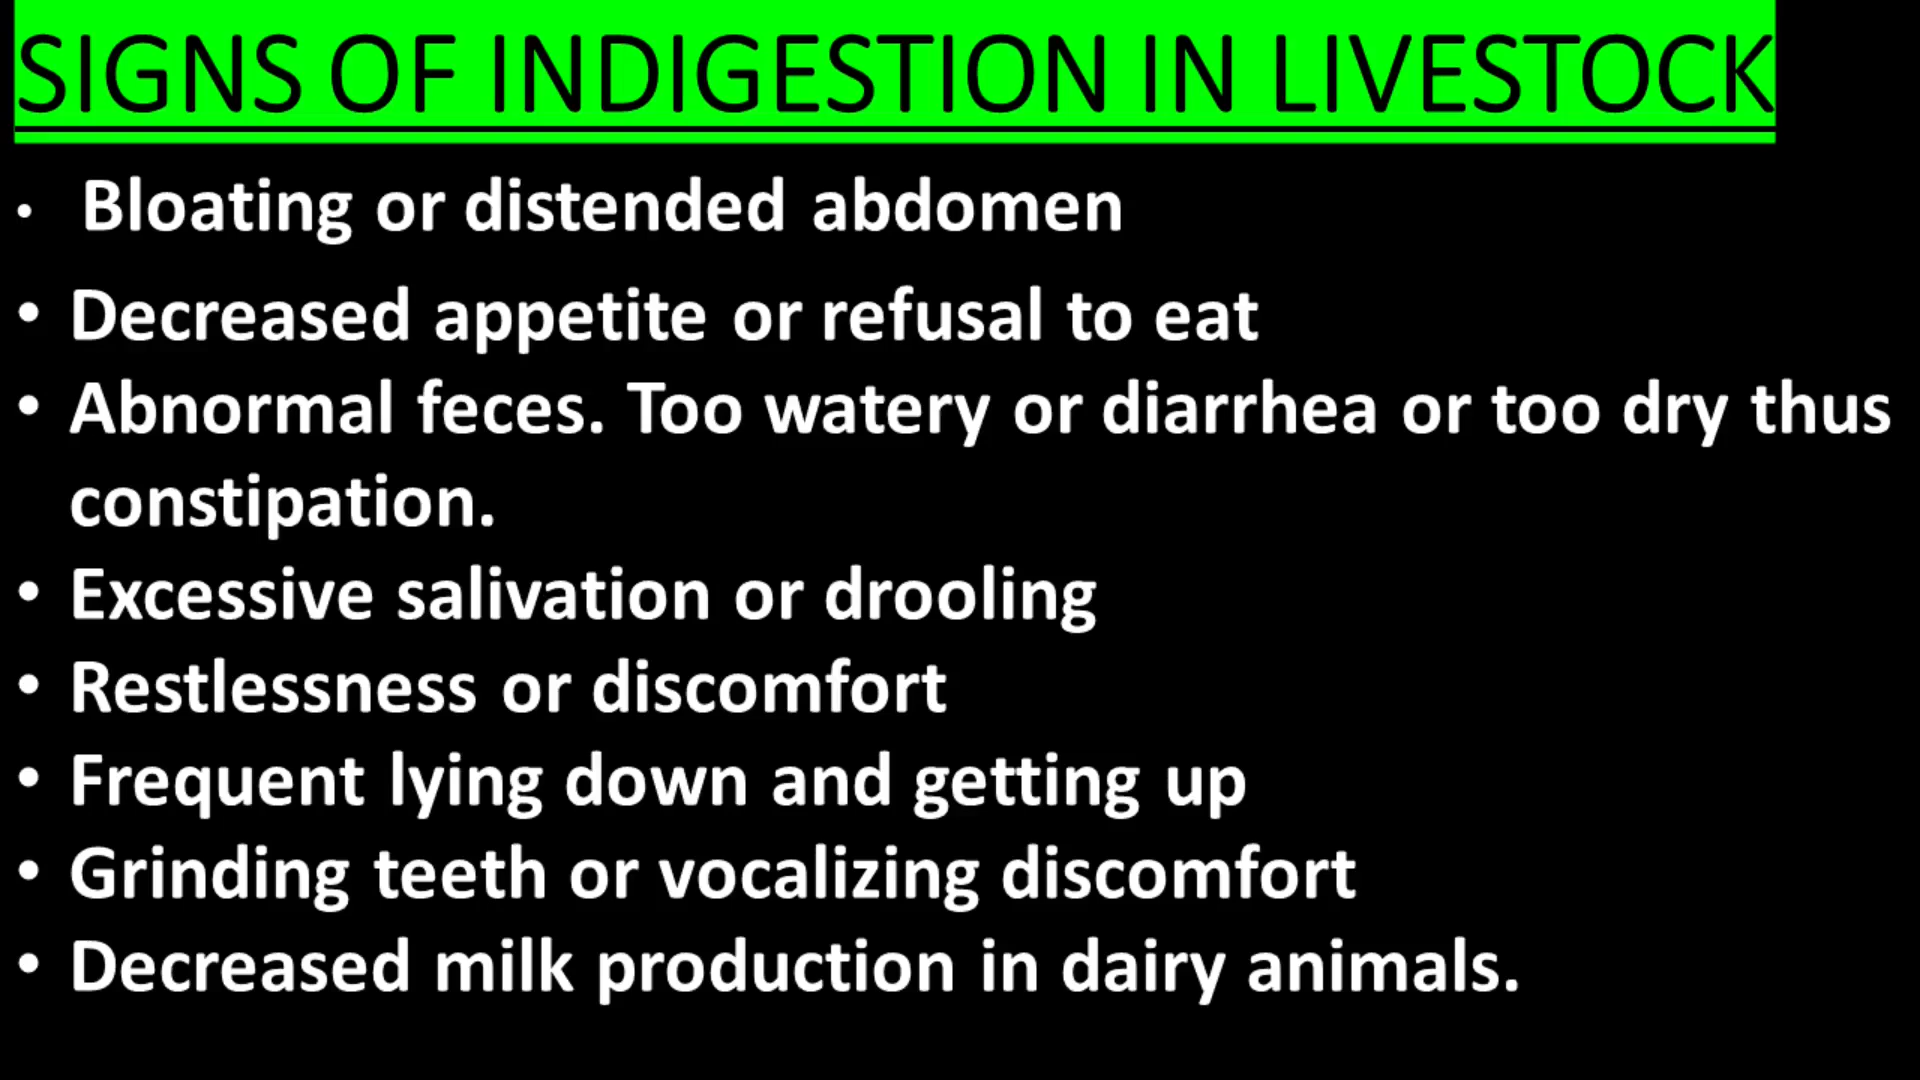 SIGNS OF INDIGESTION IN LIVESTOCK
• Bloating or distended abdomen
• Decreased appetite or refusal to eat
• Abnormal feces. Too watery or diarrhea or too dry thus
constipation.
• Excessive salivation or drooling
• Restlessness or discomfort
• Frequent lying down and getting up
• Grinding teeth or vocalizing discomfort
• Decreased milk production in dairy animals.